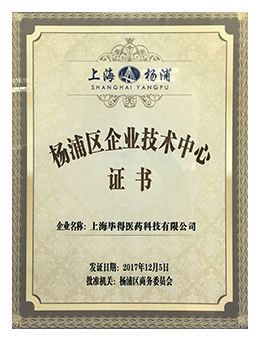 上海 杨浦
SHANGHAI YANGPU
杨浦区企业技术中心
证书
企业名称：上海毕得医药科技有限公司
发证日期：2017年12月5日
批准机关：杨浦区商务委员会